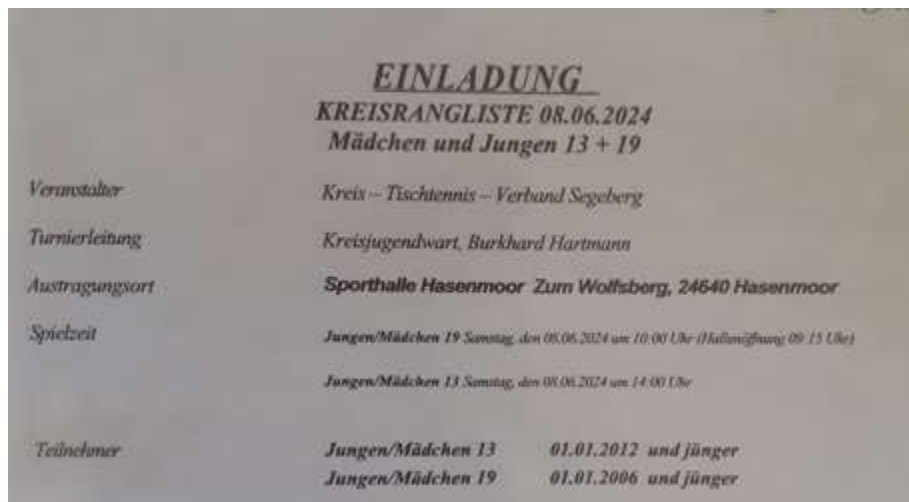 EINLADUNG
KREISRANGLISTE 08.06.2024
Mädchen und Jungen 13 + 19
Veranstalter Kreis – Tischtennis – Verband Segeberg
Turnierleitung Kreisjugendwart, Burkhard Hartmann
Austragungsort Sporthalle Hasenmoor Zum Wolfsberg, 24640 Hasenmoor
Spielzeit Jungen/Mädchen 19 Samstag, den 08.06.2024 um 10:00 Uhr (Hallenöffnung 09:15 Uhr)
Jungen/Mädchen 13 Samstag, den 08.06.2024 um 14:00 Uhr
Teilnehmer Jungen/Mädchen 13 01.01.2012 und jünger
Jungen/Mädchen 19 01.01.2006 und jünger